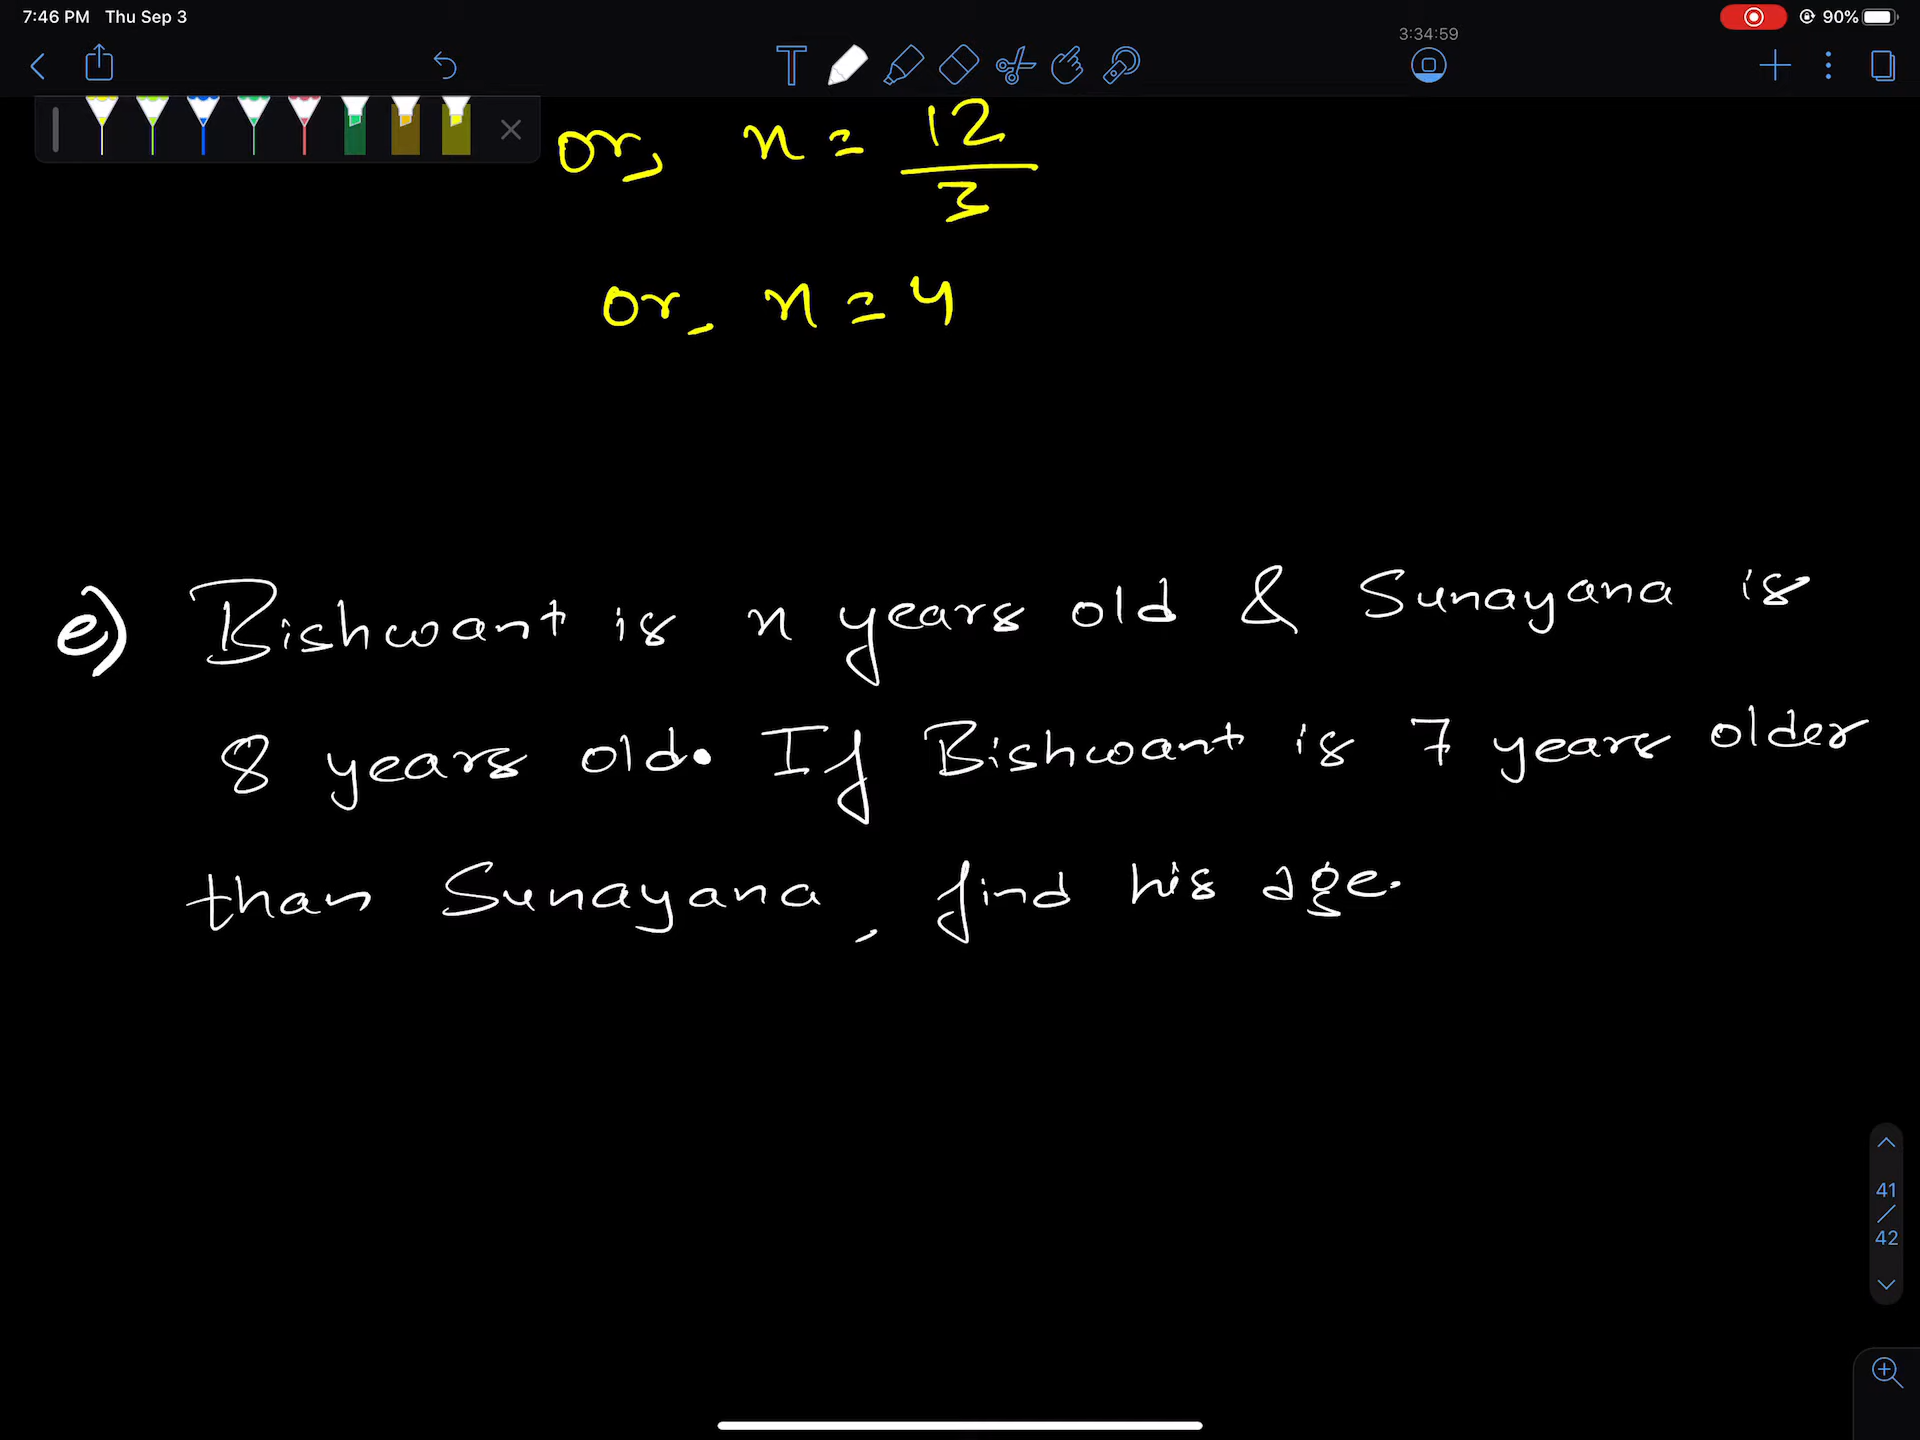 7:46 PM Thu Sep 3
90%
3:34:59
or, x = 12/3
or, x = 4
e) Bishwant is x years old & Sunayana is
8 years old. If Bishwant is 7 years older
than Sunayana, find his age.
41
/
42